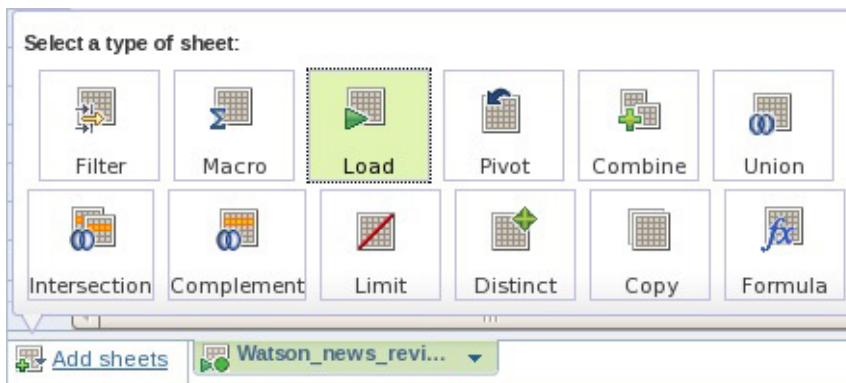 Select a type of sheet:
Filter Macro Load Pivot Combine Union
Intersection Complement Limit Distinct Copy Formula
Add sheets Watson_news_revi...